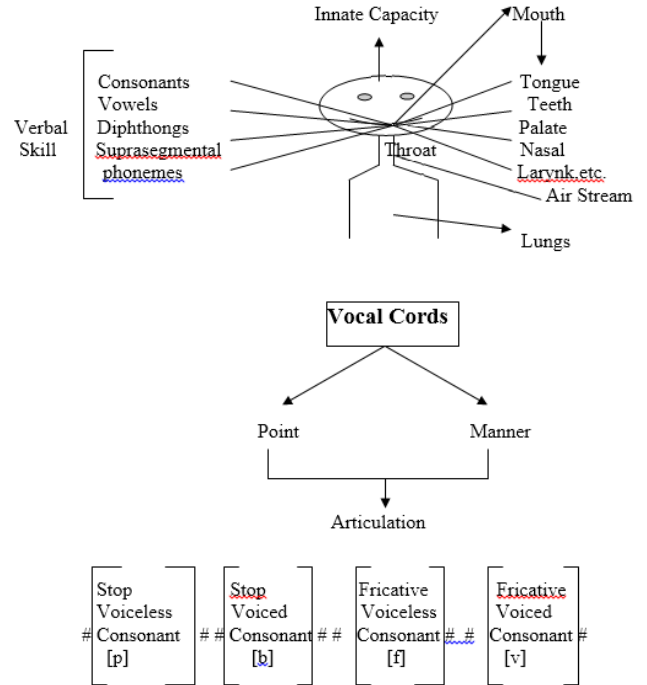 Innate Capacity Mouth
Consonants Tongue
Vowels Teeth
Verbal Diphthongs Palate
Skill Suprasegmental Throat Nasal
phonemes Larynk,etc.
Air Stream
Lungs
Vocal Cords
Point Manner
Articulation
Stop Stop Fricative Fricative
Voiceless Voiced Voiceless Voiced
# Consonant # # Consonant # # Consonant # # Consonant #
[p] [b] [f] [v]